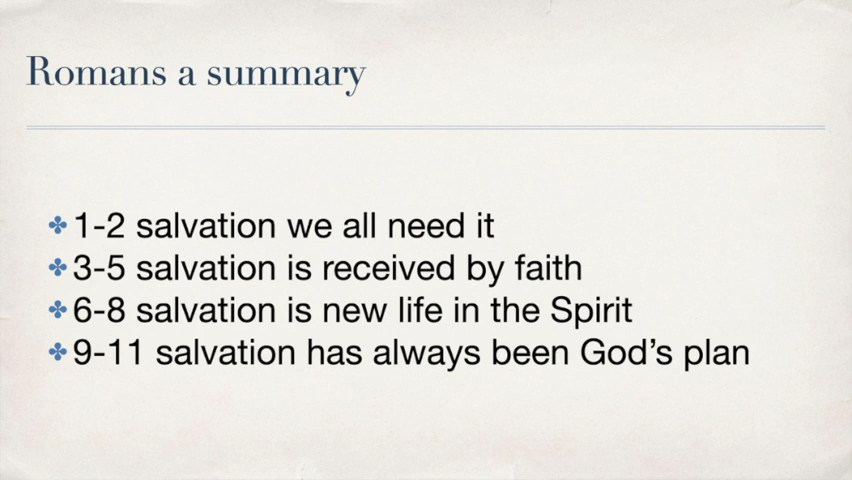 Romans a summary
1-2 salvation we all need it
3-5 salvation is received by faith
6-8 salvation is new life in the Spirit
9-11 salvation has always been God’s plan